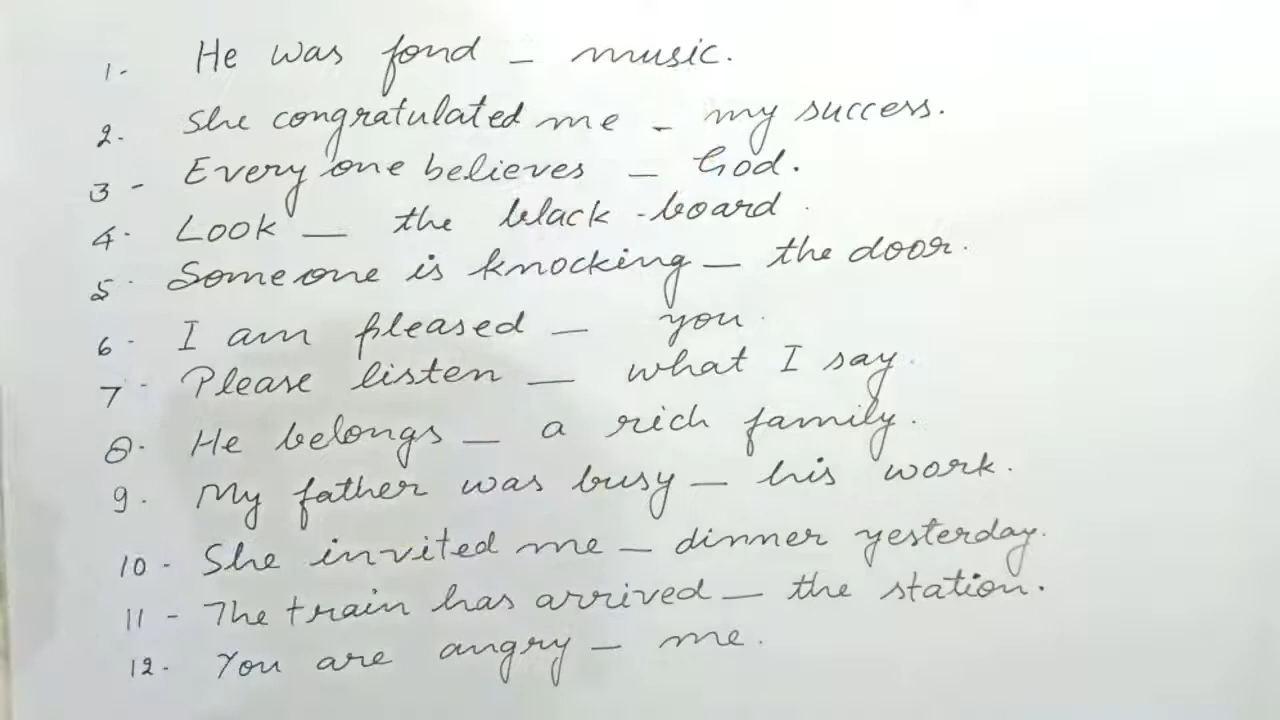 1- He was fond _ music.
2. She congratulated me _ my success.
3 - Every one believes _ God.
4. Look _ the black-board.
5. Some one is knocking _ the door.
6. I am pleased _ you.
7 - Please listen _ what I say.
8. He belongs _ a rich family.
9. My father was busy _ his work.
10 - She invited me _ dinner yesterday.
11 - The train has arrived _ the station.
12. You are angry _ me.